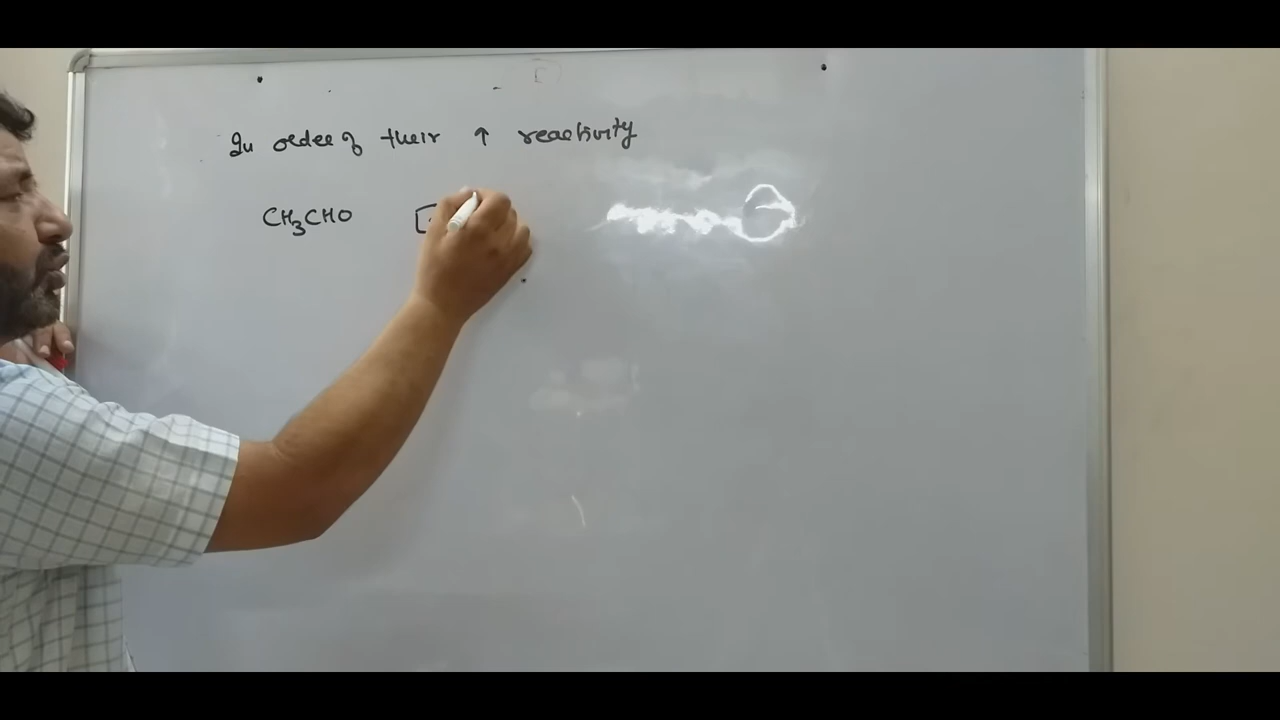 In order of their ↑ reactivity
CH₃CHO